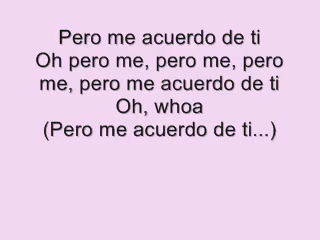 Pero me acuerdo de ti
Oh pero me, pero me, pero
me, pero me acuerdo de ti
Oh, whoa
(Pero me acuerdo de ti...)